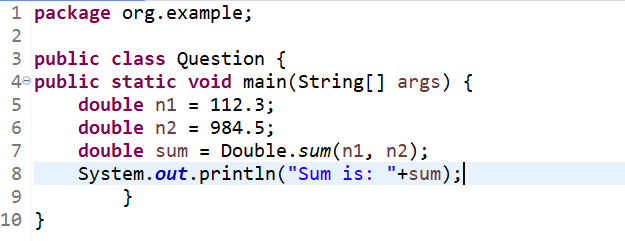 1 package org.example;
2
3 public class Question {
4 public static void main(String[] args) {
5     double n1 = 112.3;
6     double n2 = 984.5;
7     double sum = Double.sum(n1, n2);
8     System.out.println("Sum is: "+sum);
9         }
10 }